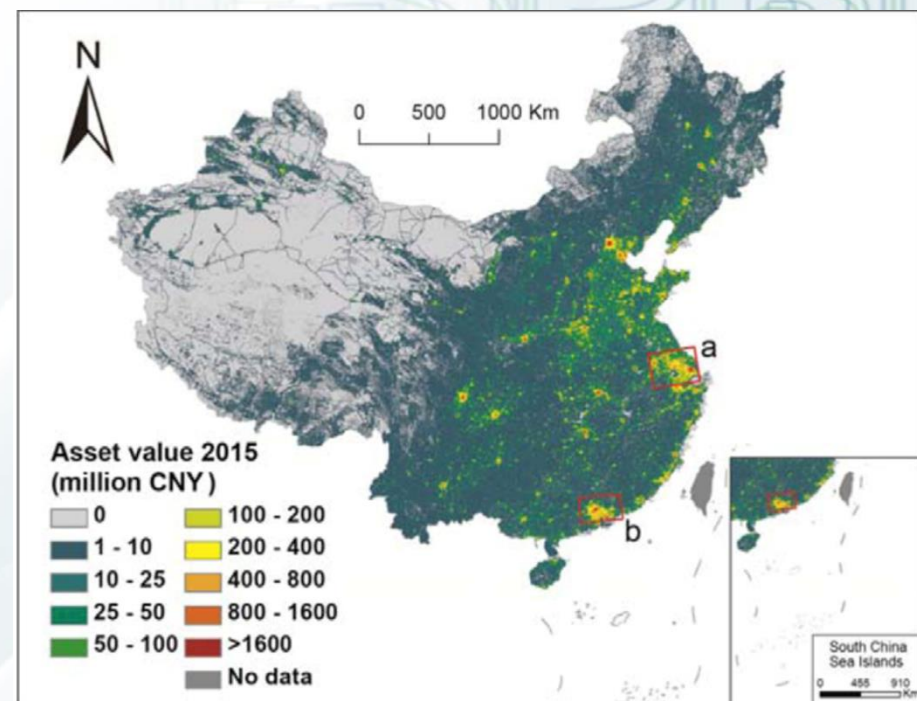 N
0 500 1000 Km
a
b
Asset value 2015
(million CNY)
0
1 - 10
10 - 25
25 - 50
50 - 100
100 - 200
200 - 400
400 - 800
800 - 1600
>1600
No data
South China
Sea Islands
0 455 910
Km